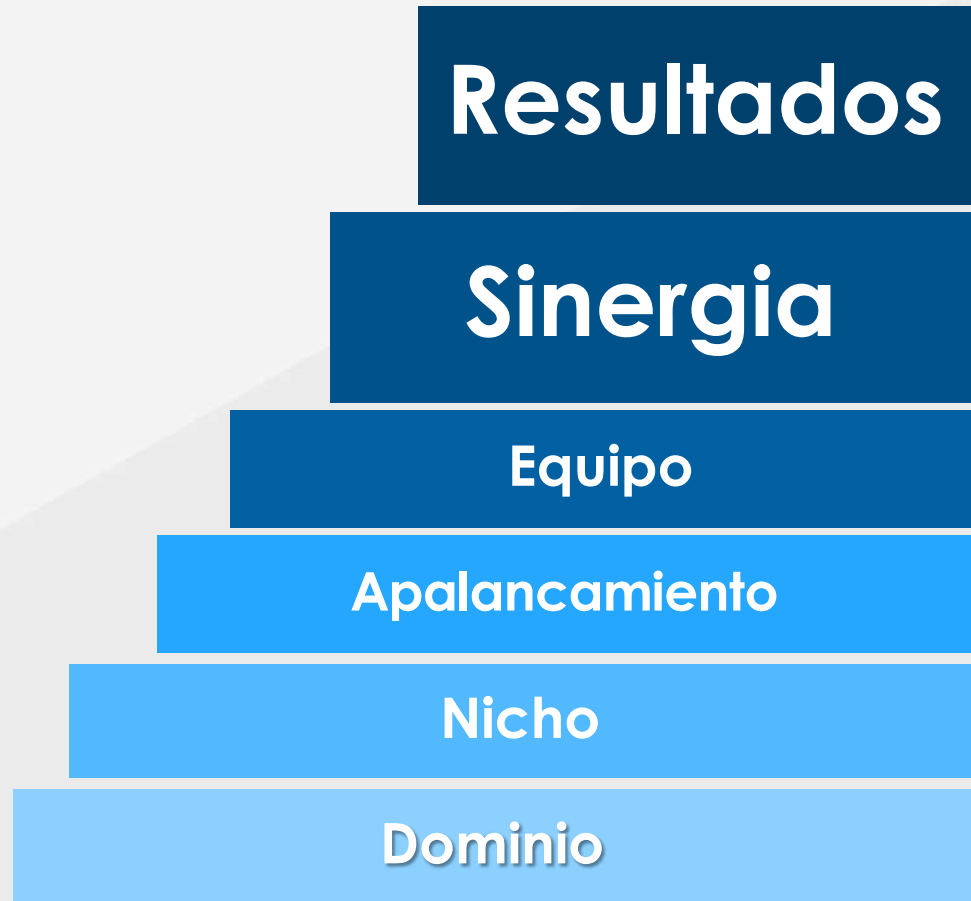 Resultados
Sinergia
Equipo
Apalancamiento
Nicho
Dominio